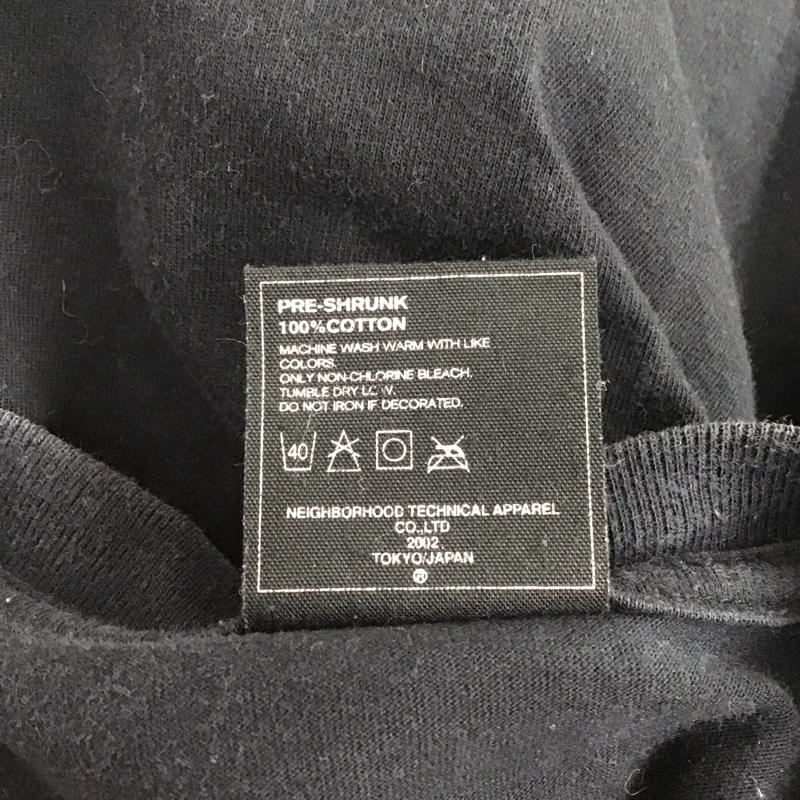 PRE-SHRUNK
100%COTTON
MACHINE WASH WARM WITH LIKE
COLORS.
ONLY NON-CHLORINE BLEACH.
TUMBLE DRY LOW.
DO NOT IRON IF DECORATED.
40
NEIGHBORHOOD TECHNICAL APPAREL
CO.,LTD
2002
TOKYO/JAPAN
®